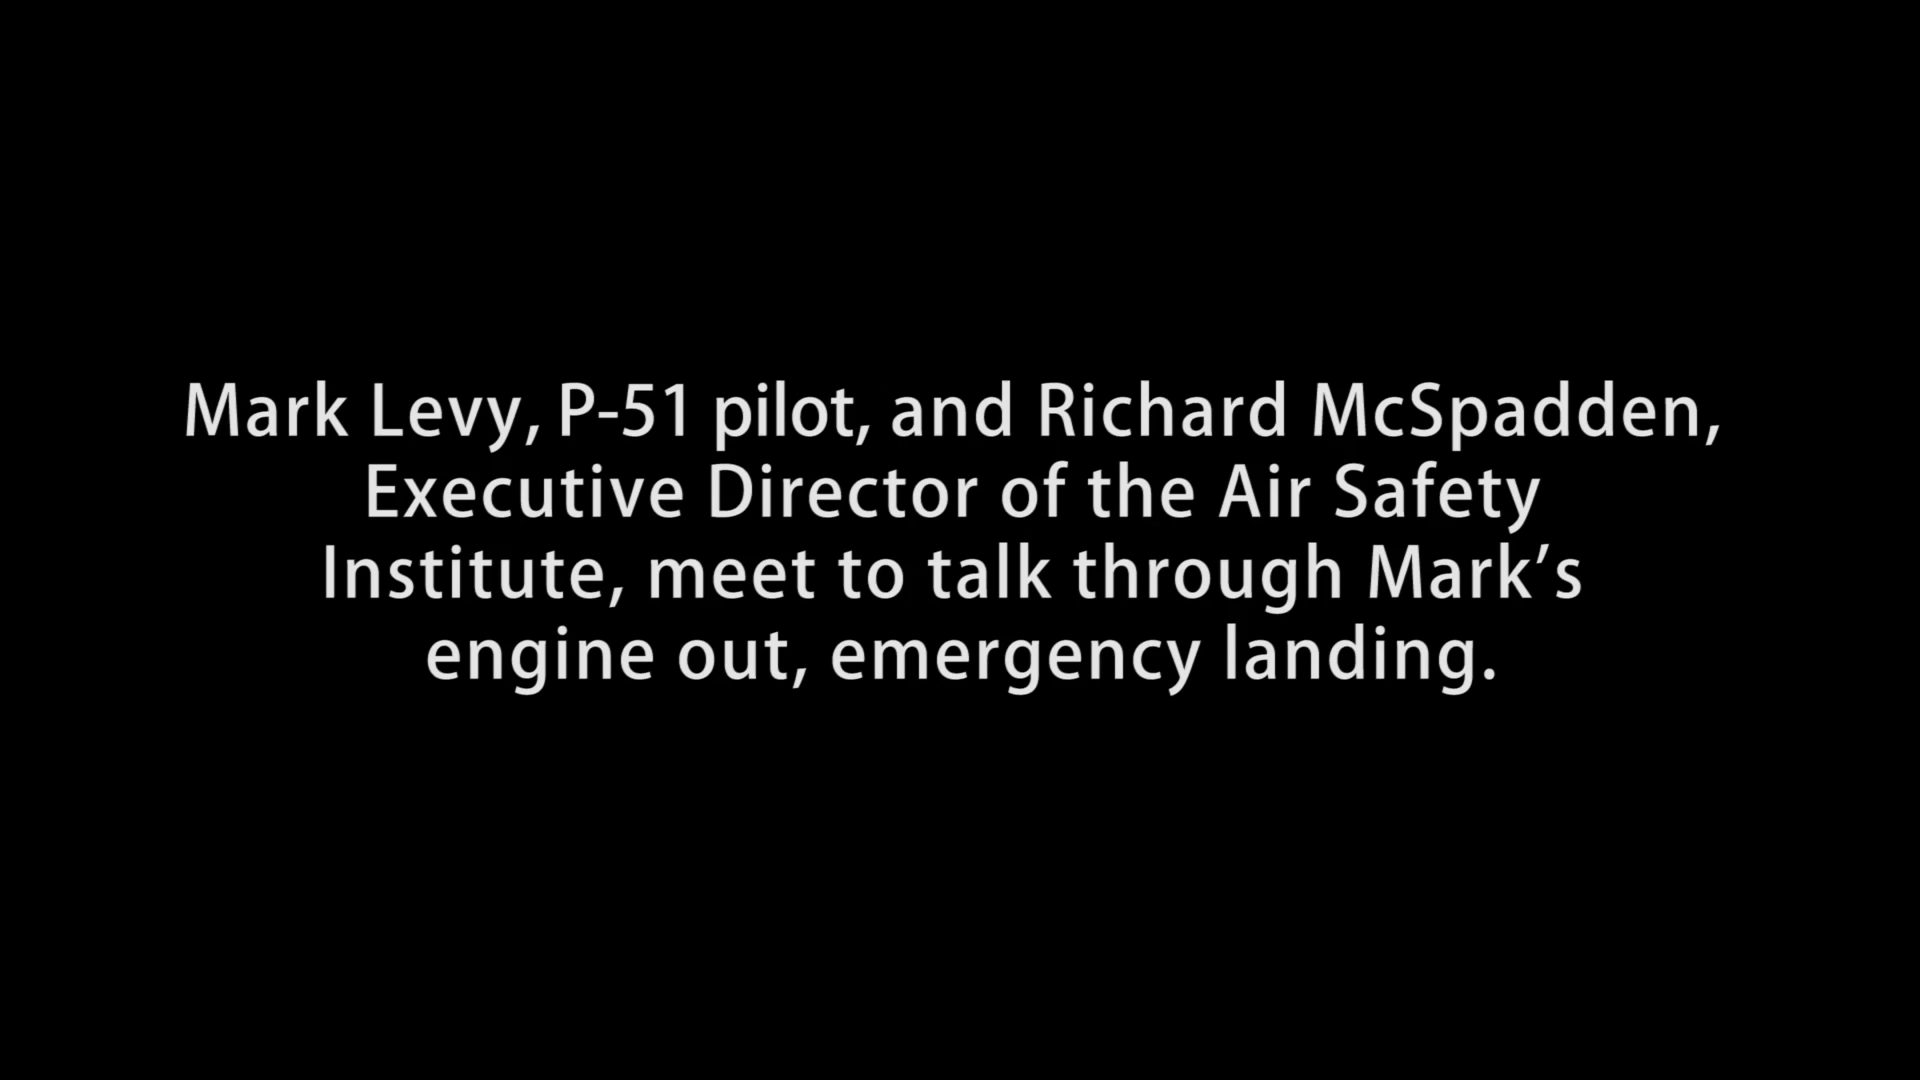 Mark Levy, P-51 pilot, and Richard McSpadden,
Executive Director of the Air Safety
Institute, meet to talk through Mark’s
engine out, emergency landing.